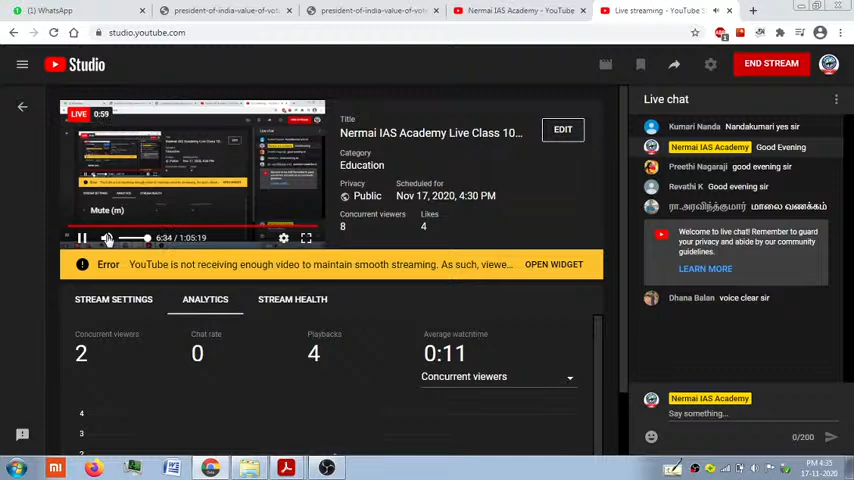 (1) WhatsApp
president-of-india-value-of-vot
president-of-india-value-of-vote
Nermai IAS Academy - YouTube
Live streaming - YouTube S
studio.youtube.com
Studio
END STREAM
LIVE 0:59
Mute (m)
6:34 / 1:05:19
Title
Nermai IAS Academy Live Class 10...
EDIT
Category
Education
Privacy
Public
Scheduled for
Nov 17, 2020, 4:30 PM
Concurrent viewers
8
Likes
4
Error YouTube is not receiving enough video to maintain smooth streaming. As such, viewe... OPEN WIDGET
STREAM SETTINGS ANALYTICS STREAM HEALTH
Concurrent viewers
2
Chat rate
0
Playbacks
4
Average watchtime
0:11
Concurrent viewers
4
3
2
Live chat
Kumari Nanda Nandakumari yes sir
Nermai IAS Academy Good Evening
Preethi Nagaraji good evening sir
Revathi K Good evening sir
ரா.அரவிந்த்குமார் மாலை வணக்கம்
Welcome to live chat! Remember to
guard your privacy and abide by our community
guidelines.
LEARN MORE
Dhana Balan voice clear sir
Nermai IAS Academy
Say something...
0/200
PM 4:35
17-11-2020